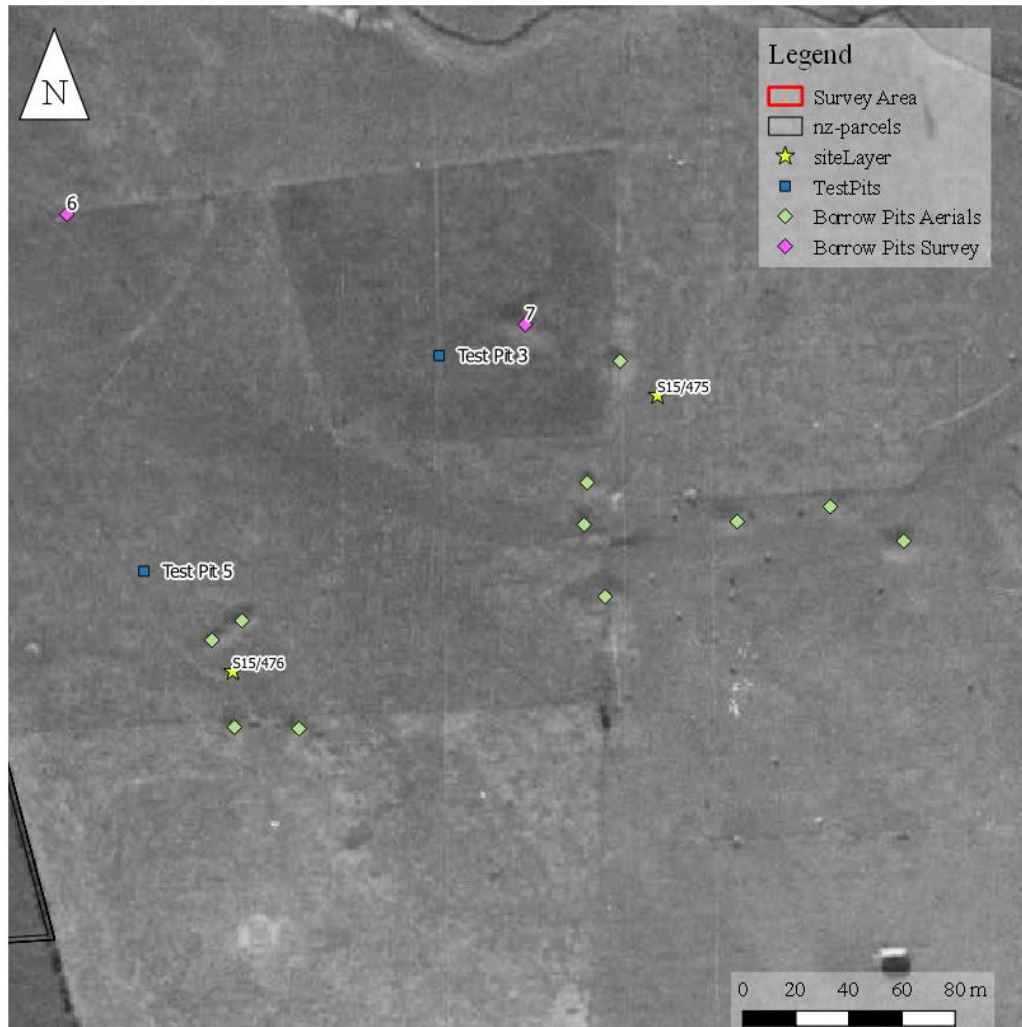 N
Legend
Survey Area
nz-parcels
siteLayer
TestPits
Borrow Pits Aerials
Borrow Pits Survey
6
7
Test Pit 3
S15/475
Test Pit 5
S15/476
0 20 40 60 80 m